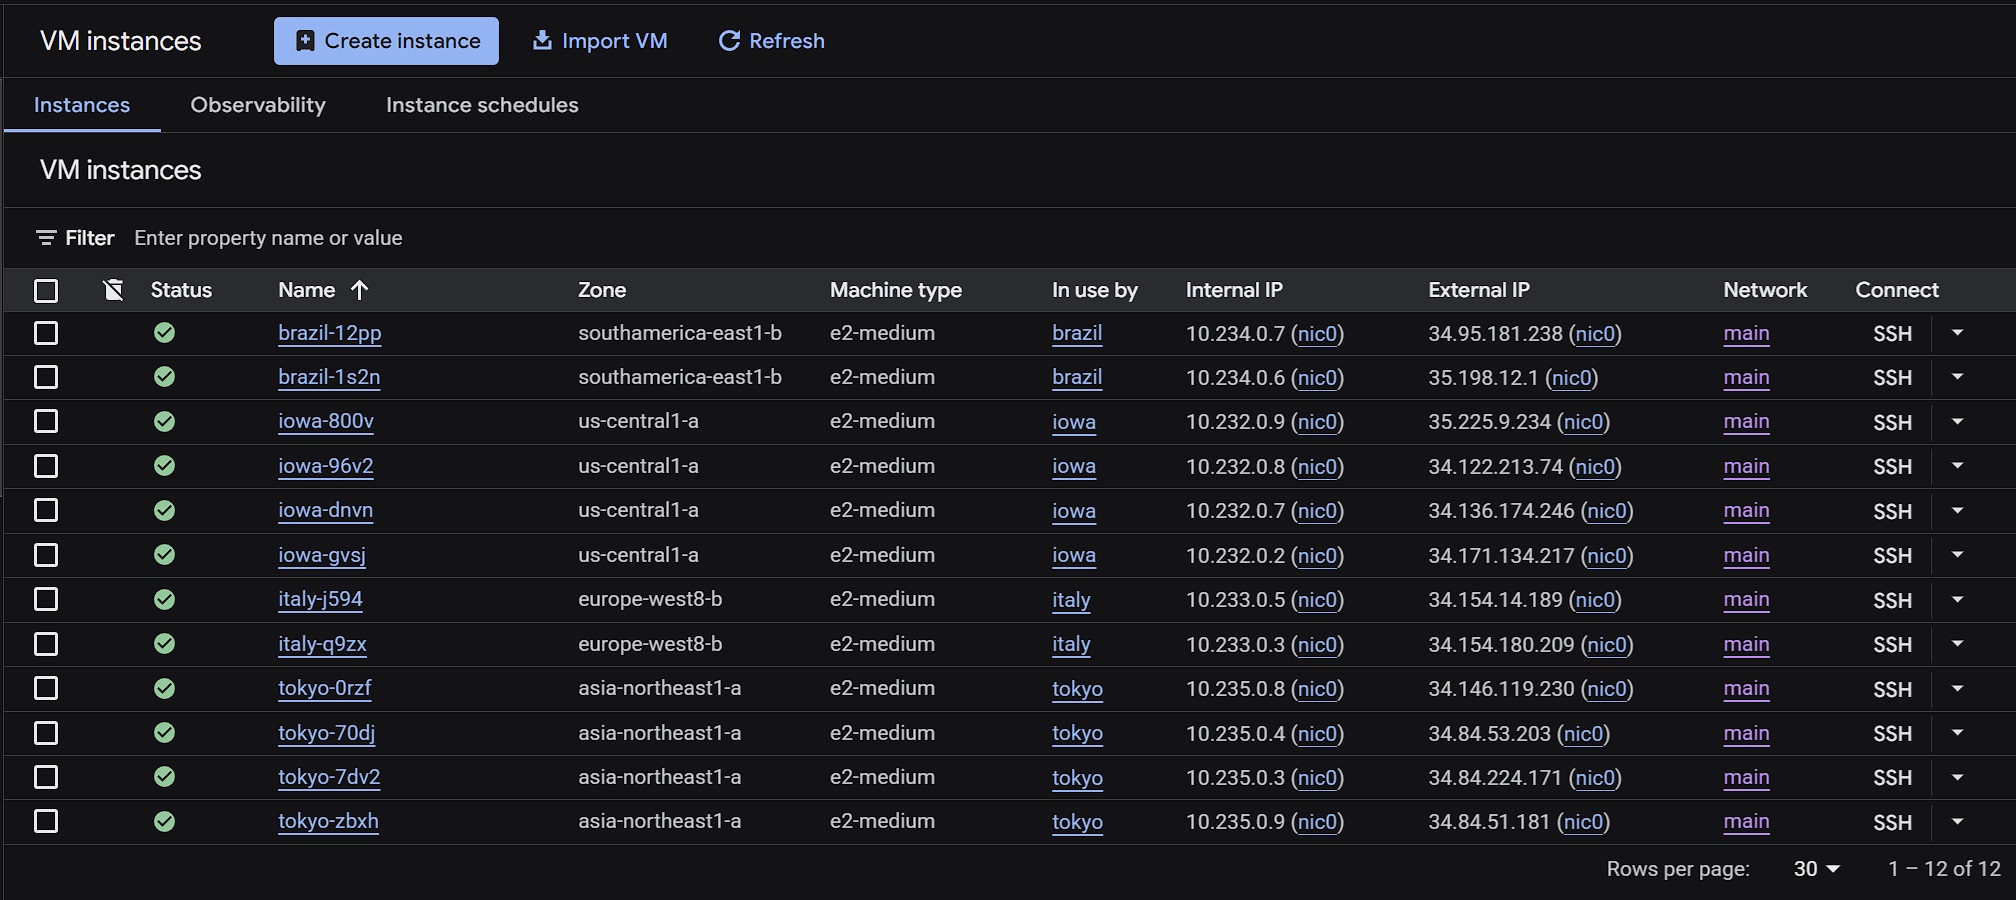 VM instances Create instance Import VM Refresh
Instances Observability Instance schedules
VM instances
Filter Enter property name or value
Status Name Zone Machine type In use by Internal IP External IP Network Connect
brazil-12pp southamerica-east1-b e2-medium brazil 10.234.0.7 (nic0) 34.95.181.238 (nic0) main SSH
brazil-1s2n southamerica-east1-b e2-medium brazil 10.234.0.6 (nic0) 35.198.12.1 (nic0) main SSH
iowa-800v us-central1-a e2-medium iowa 10.232.0.9 (nic0) 35.225.9.234 (nic0) main SSH
iowa-96v2 us-central1-a e2-medium iowa 10.232.0.8 (nic0) 34.122.213.74 (nic0) main SSH
iowa-dnvn us-central1-a e2-medium iowa 10.232.0.7 (nic0) 34.136.174.246 (nic0) main SSH
iowa-gvsj us-central1-a e2-medium iowa 10.232.0.2 (nic0) 34.171.134.217 (nic0) main SSH
italy-j594 europe-west8-b e2-medium italy 10.233.0.5 (nic0) 34.154.14.189 (nic0) main SSH
italy-q9zx europe-west8-b e2-medium italy 10.233.0.3 (nic0) 34.154.180.209 (nic0) main SSH
tokyo-0rzf asia-northeast1-a e2-medium tokyo 10.235.0.8 (nic0) 34.146.119.230 (nic0) main SSH
tokyo-70dj asia-northeast1-a e2-medium tokyo 10.235.0.4 (nic0) 34.84.53.203 (nic0) main SSH
tokyo-7dv2 asia-northeast1-a e2-medium tokyo 10.235.0.3 (nic0) 34.84.224.171 (nic0) main SSH
tokyo-zbxh asia-northeast1-a e2-medium tokyo 10.235.0.9 (nic0) 34.84.51.181 (nic0) main SSH
Rows per page: 30 1 – 12 of 12